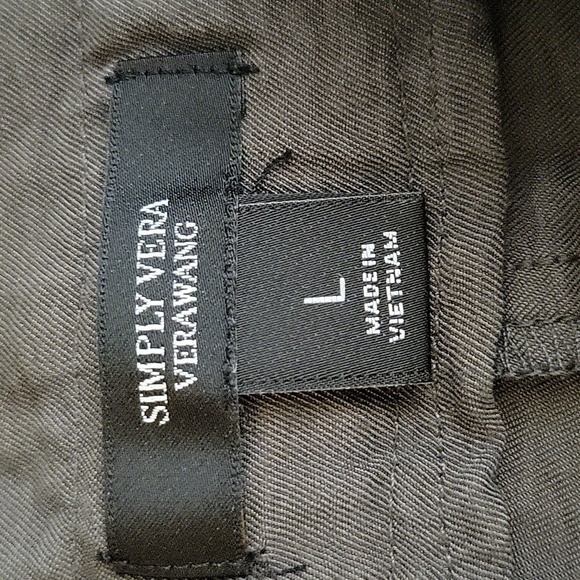 SIMPLY VERA
VERAWANG
L
MADE IN
VIETNAM